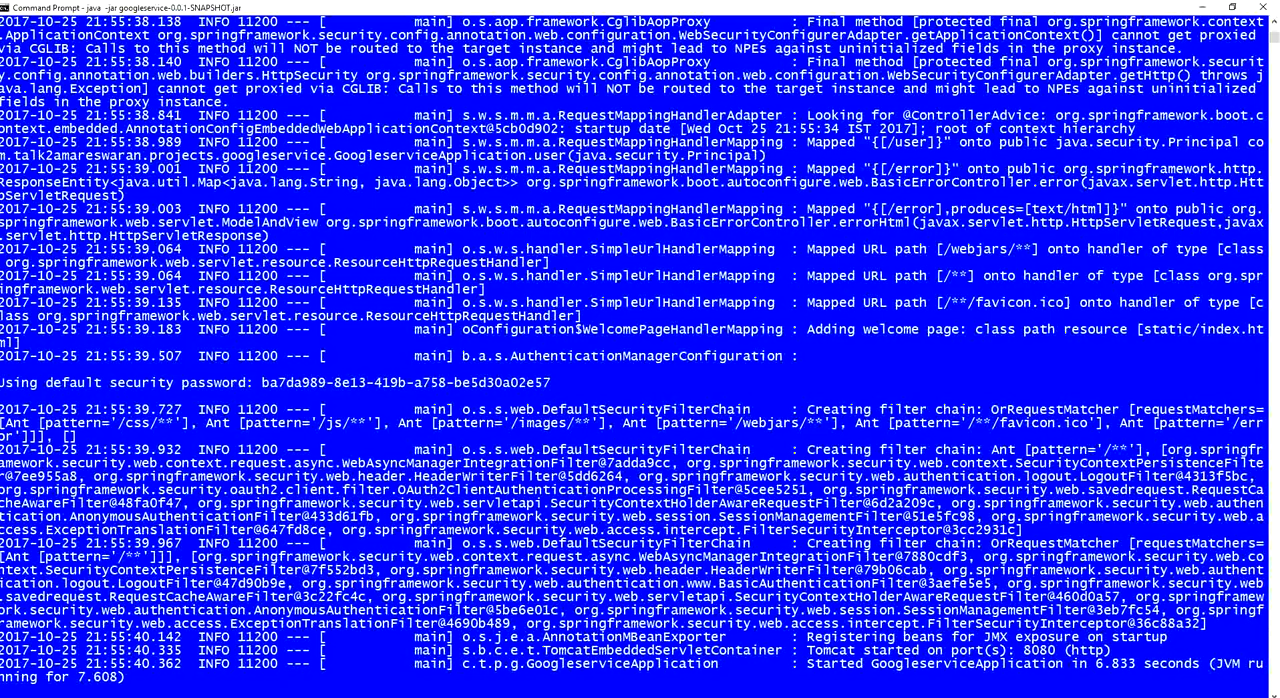 Command Prompt - java -jar googleservice-0.0.1-SNAPSHOT.jar
2017-10-25 21:55:38.138  INFO 11200 --- [           main] o.s.aop.framework.CglibAopProxy          : Final method [protected final org.springframework.context
.ApplicationContext org.springframework.security.config.annotation.web.configuration.WebSecurityConfigurerAdapter.getApplicationContext()] cannot get proxied
via CGLIB: Calls to this method will NOT be routed to the target instance and might lead to NPEs against uninitialized fields in the proxy instance.
2017-10-25 21:55:38.140  INFO 11200 --- [           main] o.s.aop.framework.CglibAopProxy          : Final method [protected final org.springframework.securit
y.config.annotation.web.builders.HttpSecurity org.springframework.security.config.annotation.web.configuration.WebSecurityConfigurerAdapter.getHttp() throws j
ava.lang.Exception] cannot get proxied via CGLIB: Calls to this method will NOT be routed to the target instance and might lead to NPEs against uninitialized
fields in the proxy instance.
2017-10-25 21:55:38.841  INFO 11200 --- [           main] s.w.s.m.m.a.RequestMappingHandlerAdapter : Looking for @ControllerAdvice: org.springframework.boot.c
ontext.embedded.AnnotationConfigEmbeddedWebApplicationContext@5cb0d902: startup date [Wed Oct 25 21:55:34 IST 2017]; root of context hierarchy
2017-10-25 21:55:38.989  INFO 11200 --- [           main] s.w.s.m.m.a.RequestMappingHandlerMapping : Mapped "{[/user]}" onto public java.security.Principal co
m.talk2amareswaran.projects.googleservice.GoogleserviceApplication.user(java.security.Principal)
2017-10-25 21:55:39.001  INFO 11200 --- [           main] s.w.s.m.m.a.RequestMappingHandlerMapping : Mapped "{[/error]}" onto public org.springframework.http.
ResponseEntity<java.util.Map<java.lang.String, java.lang.Object>> org.springframework.boot.autoconfigure.web.BasicErrorController.error(javax.servlet.http.Htt
pServletRequest)
2017-10-25 21:55:39.003  INFO 11200 --- [           main] s.w.s.m.m.a.RequestMappingHandlerMapping : Mapped "{[/error],produces=[text/html]}" onto public org.
springframework.web.servlet.ModelAndView org.springframework.boot.autoconfigure.web.BasicErrorController.errorHtml(javax.servlet.http.HttpServletRequest,javax
.servlet.http.HttpServletResponse)
2017-10-25 21:55:39.064  INFO 11200 --- [           main] o.s.w.s.handler.SimpleUrlHandlerMapping  : Mapped URL path [/webjars/**] onto handler of type [class
 org.springframework.web.servlet.resource.ResourceHttpRequestHandler]
2017-10-25 21:55:39.064  INFO 11200 --- [           main] o.s.w.s.handler.SimpleUrlHandlerMapping  : Mapped URL path [/**] onto handler of type [class org.spr
ingframework.web.servlet.resource.ResourceHttpRequestHandler]
2017-10-25 21:55:39.135  INFO 11200 --- [           main] o.s.w.s.handler.SimpleUrlHandlerMapping  : Mapped URL path [/**/favicon.ico] onto handler of type [c
lass org.springframework.web.servlet.resource.ResourceHttpRequestHandler]
2017-10-25 21:55:39.183  INFO 11200 --- [           main] oConfiguration$WelcomePageHandlerMapping : Adding welcome page: class path resource [static/index.ht
ml]
2017-10-25 21:55:39.507  INFO 11200 --- [           main] b.a.s.AuthenticationManagerConfiguration :
Using default security password: ba7da989-8e13-419b-a758-be5d30a02e57
2017-10-25 21:55:39.727  INFO 11200 --- [           main] o.s.s.web.DefaultSecurityFilterChain     : Creating filter chain: OrRequestMatcher [requestMatchers=
[Ant [pattern='/css/**'], Ant [pattern='/js/**'], Ant [pattern='/images/**'], Ant [pattern='/webjars/**'], Ant [pattern='/**/favicon.ico'], Ant [pattern='/err
or']]], []
2017-10-25 21:55:39.932  INFO 11200 --- [           main] o.s.s.web.DefaultSecurityFilterChain     : Creating filter chain: Ant [pattern='/**'], [org.springfr
amework.security.web.context.request.async.WebAsyncManagerIntegrationFilter@7adda9cc, org.springframework.security.web.context.SecurityContextPersistenceFilte
r@7ee955a8, org.springframework.security.web.header.HeaderWriterFilter@5dd6264, org.springframework.security.web.authentication.logout.LogoutFilter@4313f5bc,
org.springframework.security.oauth2.client.filter.OAuth2ClientAuthenticationProcessingFilter@5cee5251, org.springframework.security.web.savedrequest.RequestCa
cheAwareFilter@48fa0f47, org.springframework.security.web.servletapi.SecurityContextHolderAwareRequestFilter@6d2a209c, org.springframework.security.web.authen
tication.AnonymousAuthenticationFilter@433d61fb, org.springframework.security.web.session.SessionManagementFilter@51e5fc98, org.springframework.security.web.a
ccess.ExceptionTranslationFilter@647fd8ce, org.springframework.security.web.access.intercept.FilterSecurityInterceptor@3cc2931c]
2017-10-25 21:55:39.967  INFO 11200 --- [           main] o.s.s.web.DefaultSecurityFilterChain     : Creating filter chain: OrRequestMatcher [requestMatchers=
[Ant [pattern='/**']]], [org.springframework.security.web.context.request.async.WebAsyncManagerIntegrationFilter@7880cdf3, org.springframework.security.web.co
ntext.SecurityContextPersistenceFilter@7f552bd3, org.springframework.security.web.header.HeaderWriterFilter@79b06cab, org.springframework.security.web.authent
ication.logout.LogoutFilter@47d90b9e, org.springframework.security.web.authentication.www.BasicAuthenticationFilter@3aefe5e5, org.springframework.security.web
.savedrequest.RequestCacheAwareFilter@3c22fc4c, org.springframework.security.web.servletapi.SecurityContextHolderAwareRequestFilter@460d0a57, org.springframew
ork.security.web.authentication.AnonymousAuthenticationFilter@5be6e01c, org.springframework.security.web.session.SessionManagementFilter@3eb7fc54, org.springf
ramework.security.web.access.ExceptionTranslationFilter@4690b489, org.springframework.security.web.access.intercept.FilterSecurityInterceptor@36c88a32]
2017-10-25 21:55:40.142  INFO 11200 --- [           main] o.s.j.e.a.AnnotationMBeanExporter        : Registering beans for JMX exposure on startup
2017-10-25 21:55:40.335  INFO 11200 --- [           main] s.b.c.e.t.TomcatEmbeddedServletContainer : Tomcat started on port(s): 8080 (http)
2017-10-25 21:55:40.362  INFO 11200 --- [           main] c.t.p.g.GoogleserviceApplication         : Started GoogleserviceApplication in 6.833 seconds (JVM ru
nning for 7.608)